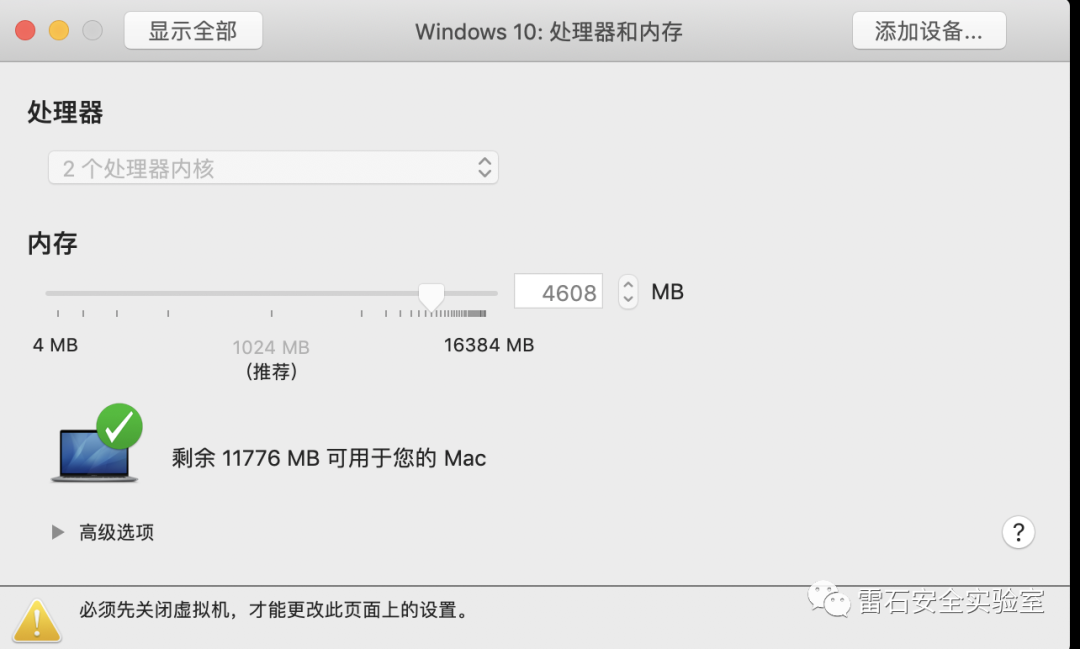 显示全部
Windows 10: 处理器和内存
添加设备...
处理器
2 个处理器内核
内存
4608
MB
4 MB
1024 MB
16384 MB
(推荐)
剩余 11776 MB 可用于您的 Mac
高级选项
?
必须先关闭虚拟机，才能更改此页面上的设置。
雷石安全实验室